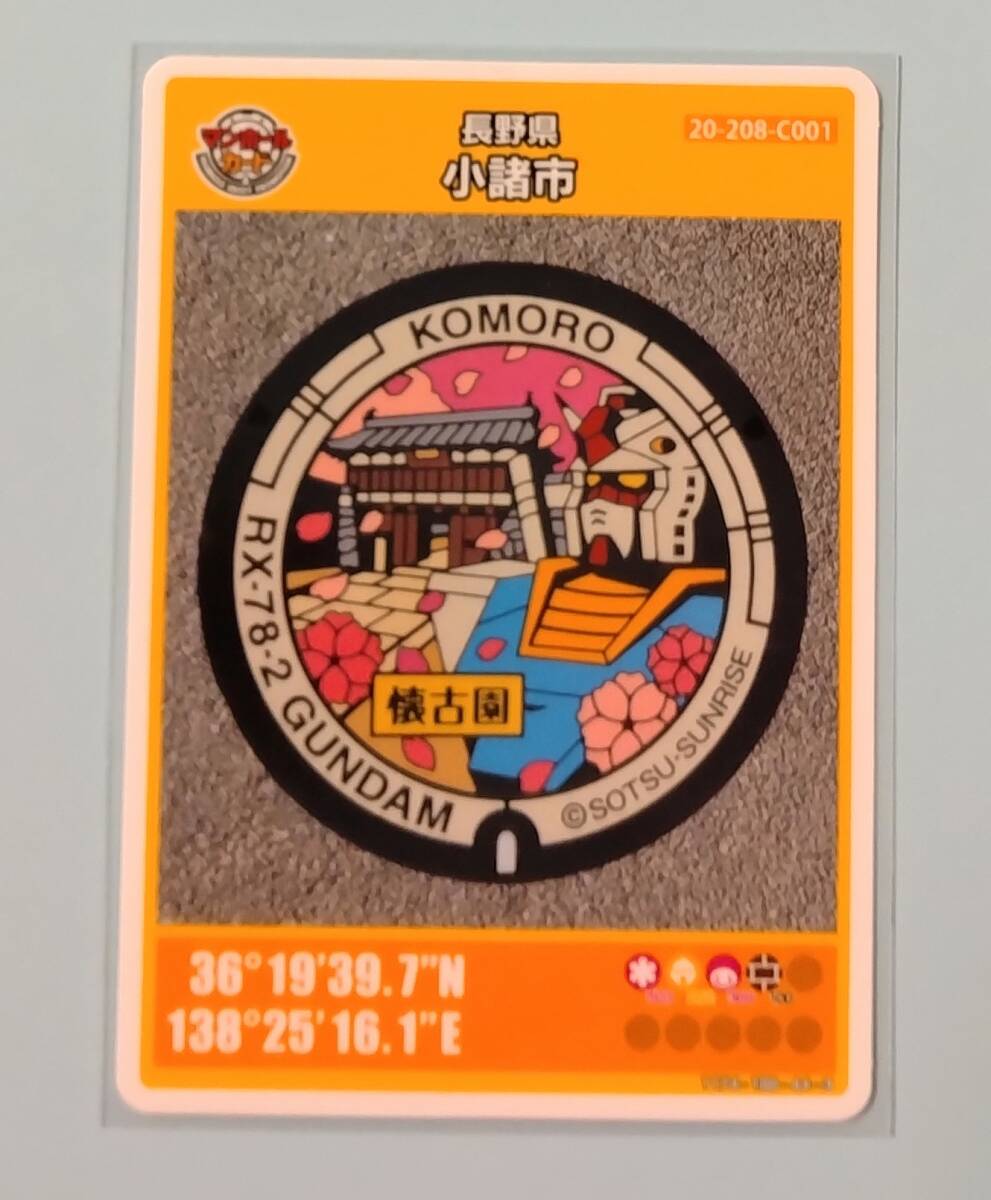 マンホール
カード
長野県
小諸市
20-208-C001
KOMORO
RX-78-2 GUNDAM
懐古園
©SOTSU・SUNRISE
36°19'39.7"N
138°25'16.1"E